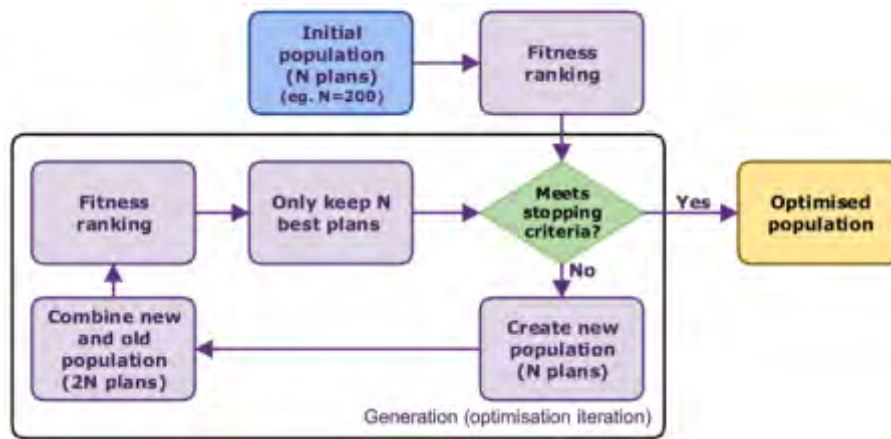 Initial
population
(N plans)
(eg. N=200)
Fitness
ranking
Fitness
ranking
Only keep N
best plans
Meets
stopping
criteria?
Yes
Optimised
population
No
Combine new
and old
population
(2N plans)
Create new
population
(N plans)
Generation (optimisation iteration)